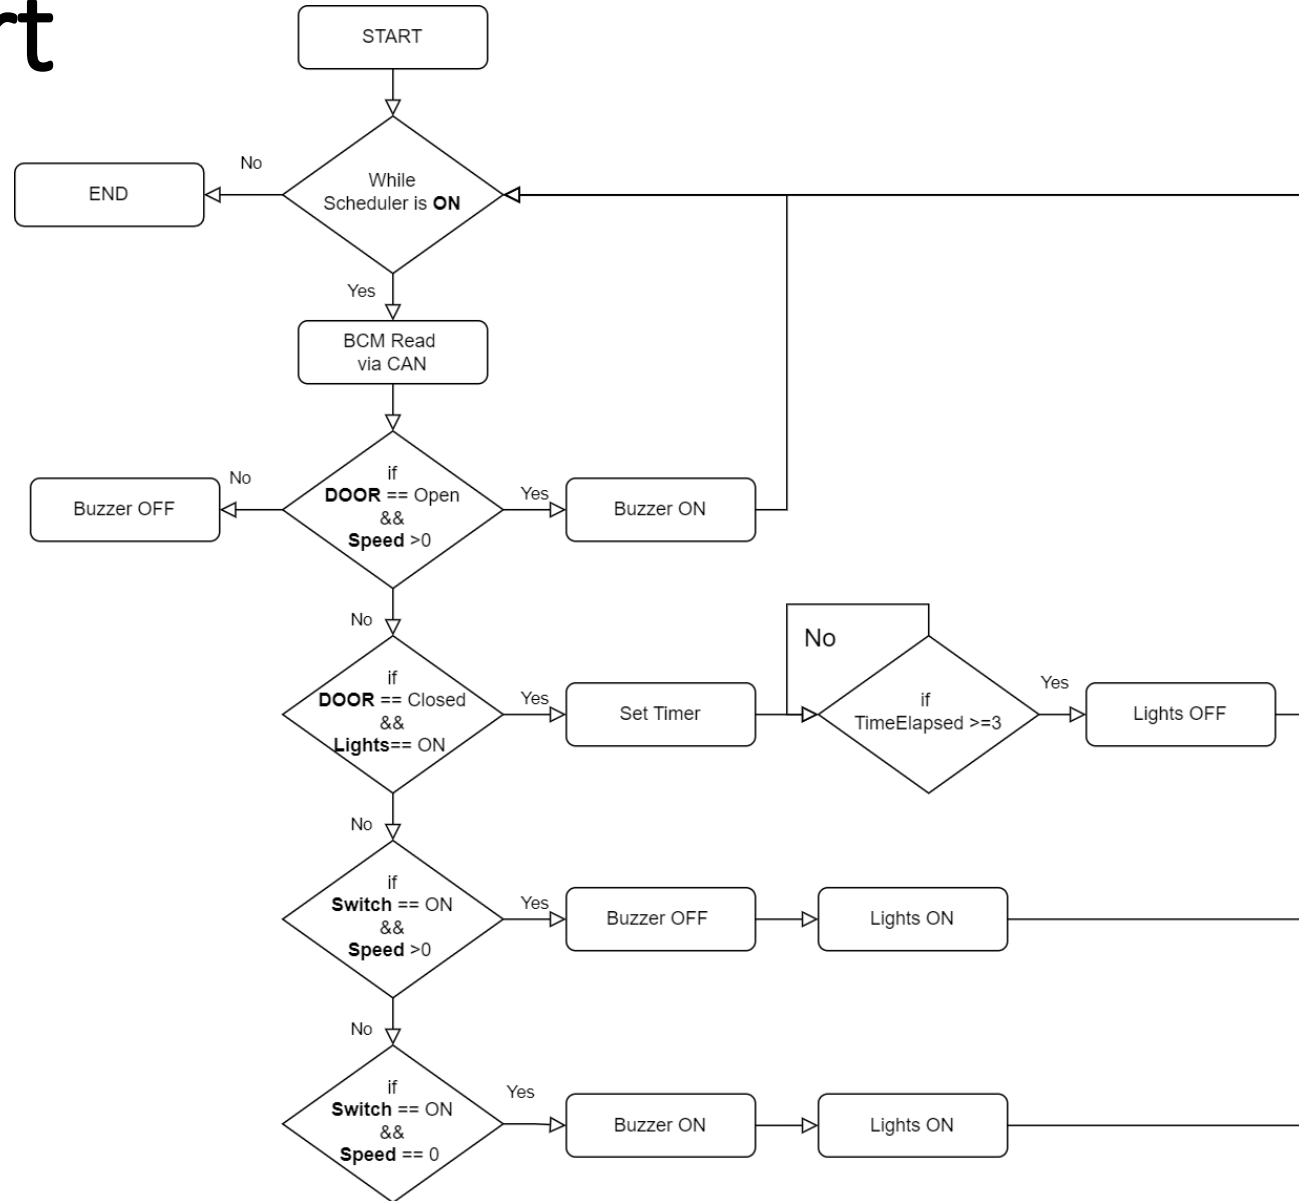 rt
START
No
END
While
Scheduler is ON
Yes
BCM Read
via CAN
No
Buzzer OFF
if
DOOR == Open
&&
Speed >0
Yes
Buzzer ON
No
if
DOOR == Closed
&&
Lights== ON
Yes
Set Timer
No
if
TimeElapsed >=3
Yes
Lights OFF
No
if
Switch == ON
&&
Speed >0
Yes
Buzzer OFF
Lights ON
No
if
Switch == ON
&&
Speed == 0
Yes
Buzzer ON
Lights ON